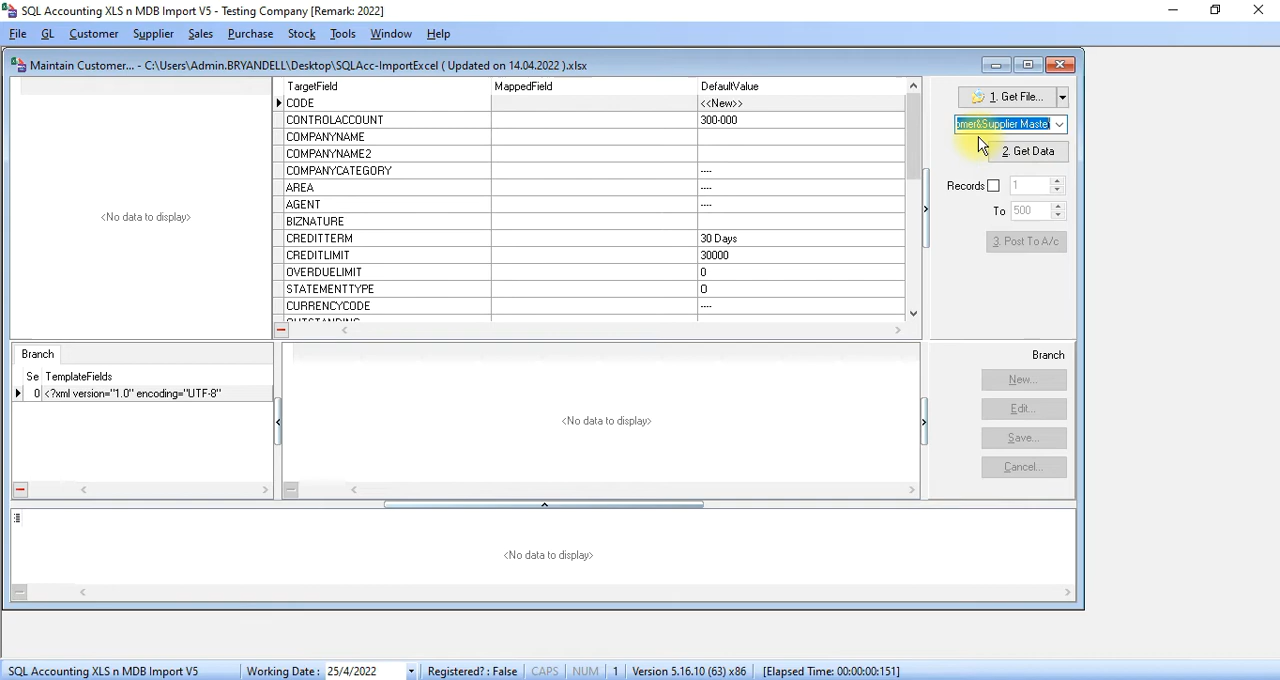 SQL Accounting XLS n MDB Import V5 - Testing Company [Remark: 2022]
File GL Customer Supplier Sales Purchase Stock Tools Window Help
Maintain Customer... - C:\Users\Admin.BRYANDELL\Desktop\SQLAcc-ImportExcel ( Updated on 14.04.2022 ).xlsx
TargetField MappedField DefaultValue
1. Get File...
CODE <<New>>
CONTROLACCOUNT 300-000
omer&Supplier Maste
COMPANYNAME
COMPANYNAME2
2. Get Data
COMPANYCATEGORY ----
AREA ----
Records 1
AGENT ----
To 500
<No data to display>
BIZNATURE
CREDITTERM 30 Days
3. Post To A/c
CREDITLIMIT 30000
OVERDUELIMIT 0
STATEMENTTYPE O
CURRENCYCODE ----
OUTSTANDING
Branch
Branch
Se TemplateFields
New...
0 <?xml version="1.0" encoding="UTF-8"
Edit...
<No data to display>
Save...
Cancel...
<No data to display>
SQL Accounting XLS n MDB Import V5 Working Date : 25/4/2022 Registered? : False CAPS NUM 1 Version 5.16.10 (63) x86 [Elapsed Time: 00:00:00:151]